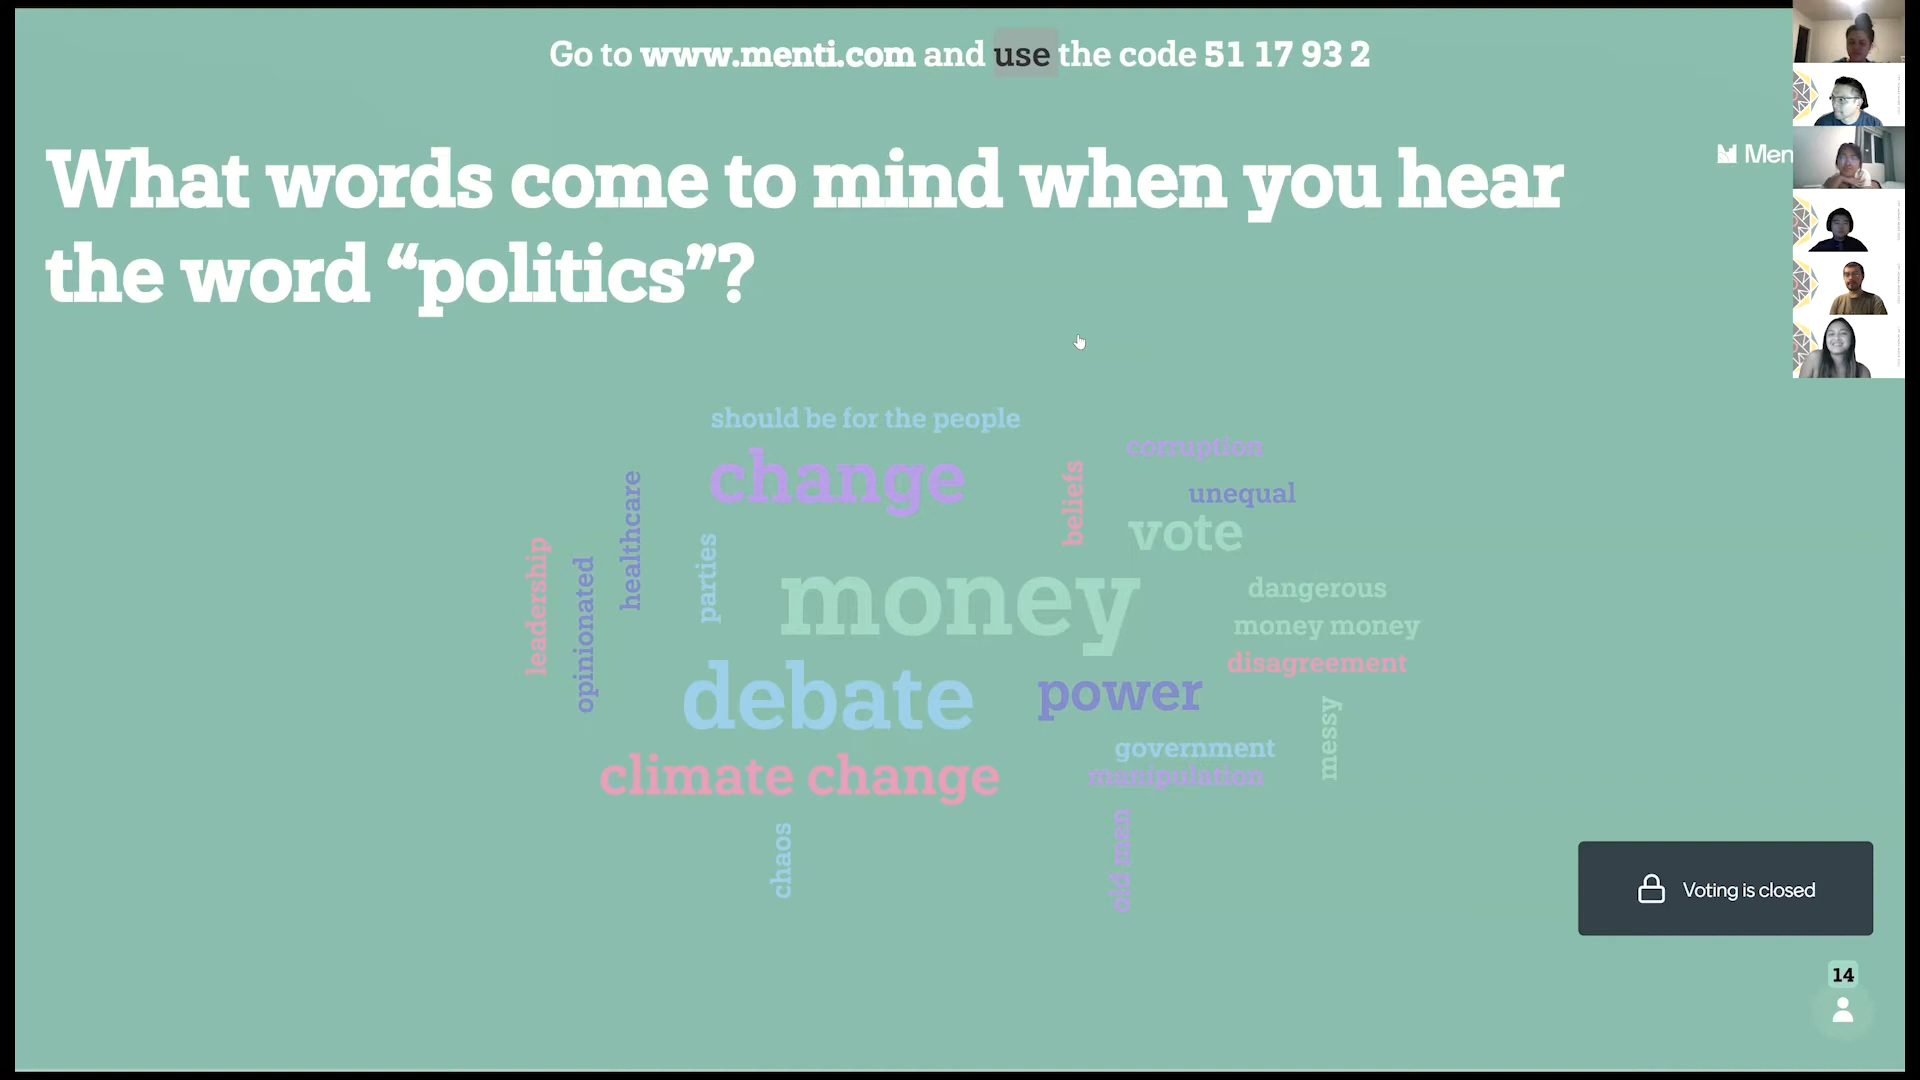 Go to www.menti.com and use the code 51 17 93 2
Men
What words come to mind when you hear
the word “politics”?
should be for the people
corruption
change
beliefs
unequal
healthcare
vote
leadership
opinionated
parties
money
dangerous
money money
disagreement
debate
power
messy
government
climate change
manipulation
chaos
old man
Voting is closed
14